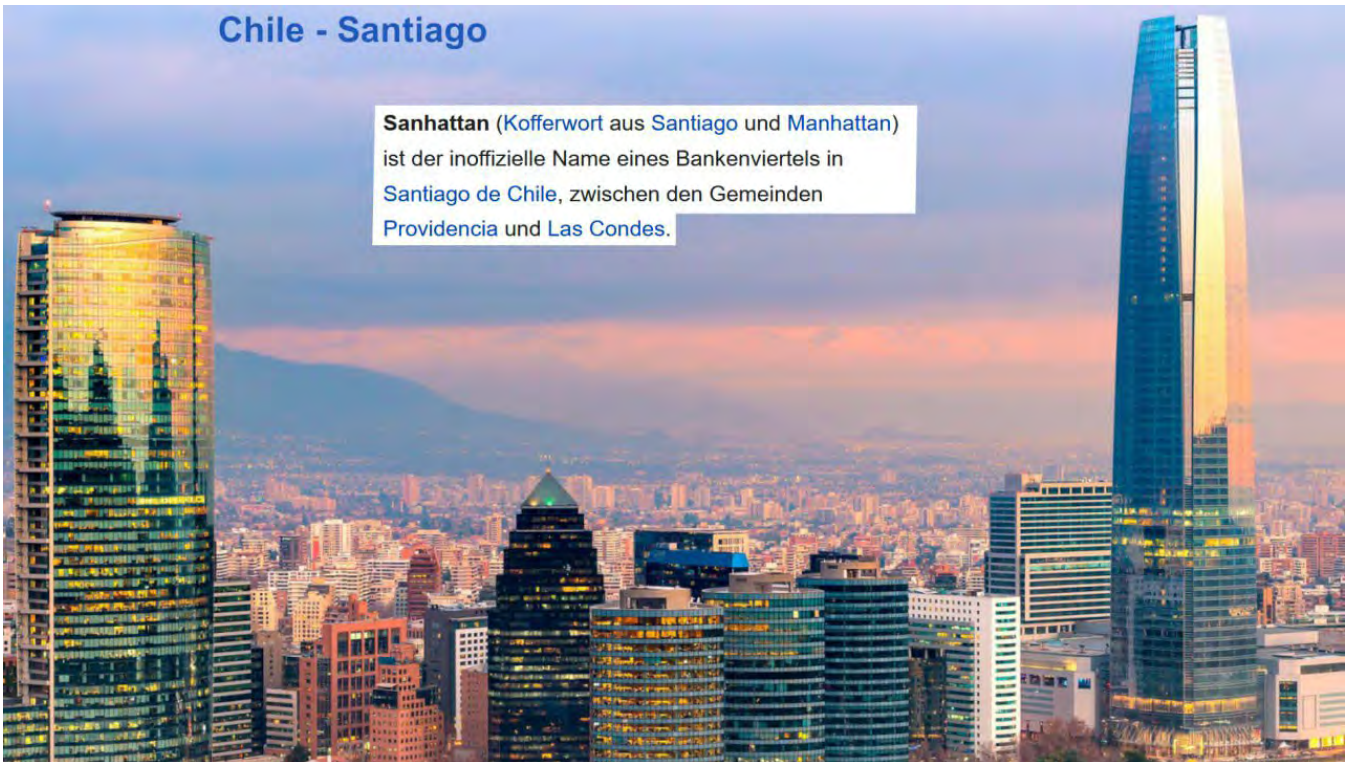 Chile - Santiago
Sanhattan (Kofferwort aus Santiago und Manhattan)
ist der inoffizielle Name eines Bankenviertels in
Santiago de Chile, zwischen den Gemeinden
Providencia und Las Condes.